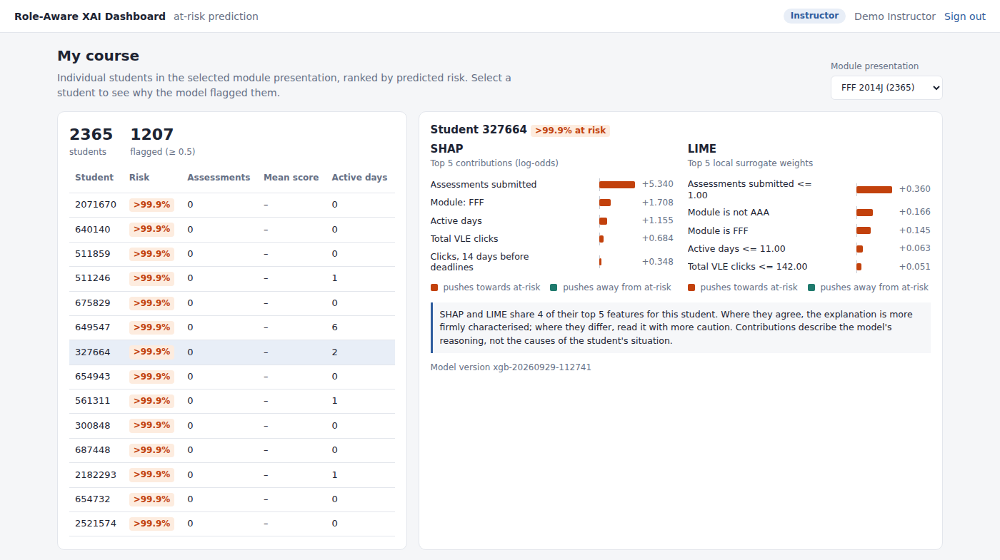 Role-Aware XAI Dashboard at-risk prediction
Instructor Demo Instructor Sign out
My course
Individual students in the selected module presentation, ranked by predicted risk. Select a
student to see why the model flagged them.
Module presentation
FFF 2014J (2365)
2365 1207
students flagged (≥ 0.5)
Student Risk Assessments Mean score Active days
2071670 >99.9% 0 – 0
640140 >99.9% 0 – 0
511859 >99.9% 0 – 0
511246 >99.9% 0 – 1
675829 >99.9% 0 – 0
649547 >99.9% 0 – 6
327664 >99.9% 0 – 2
654943 >99.9% 0 – 0
561311 >99.9% 0 – 1
300848 >99.9% 0 – 0
687448 >99.9% 0 – 0
2182293 >99.9% 0 – 1
654732 >99.9% 0 – 0
2521574 >99.9% 0 – 0
Student 327664 >99.9% at risk
SHAP
Top 5 contributions (log-odds)
Assessments submitted +5.340
Module: FFF +1.708
Active days +1.155
Total VLE clicks +0.684
Clicks, 14 days before
deadlines +0.348
pushes towards at-risk pushes away from at-risk
LIME
Top 5 local surrogate weights
Assessments submitted <=
1.00 +0.360
Module is not AAA +0.166
Module is FFF +0.145
Active days <= 11.00 +0.063
Total VLE clicks <= 142.00 +0.051
pushes towards at-risk pushes away from at-risk
SHAP and LIME share 4 of their top 5 features for this student. Where they agree, the explanation is more
firmly characterised; where they differ, read it with more caution. Contributions describe the model's
reasoning, not the causes of the student's situation.
Model version xgb-20260929-112741